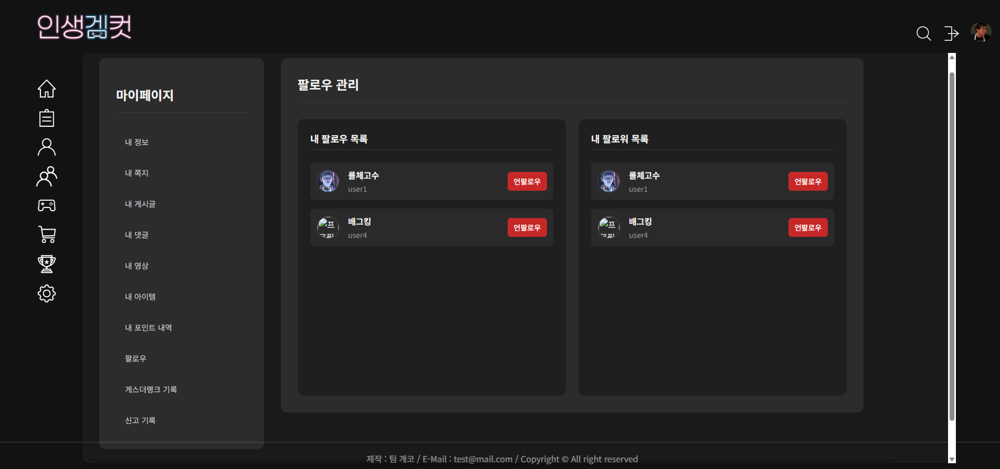 인생겜컷
마이페이지
내 정보
내 쪽지
내 게시글
내 댓글
내 영상
내 아이템
내 포인트 내역
팔로우
게스더랭크 기록
신고 기록
팔로우 관리
내 팔로우 목록
롤체고수
user1
언팔로우
프
배그킹
user4
언팔로우
내 팔로워 목록
롤체고수
user1
언팔로우
프
배그킹
user4
언팔로우
제작 : 팀 개코 / E-Mail : test@mail.com / Copyright © All right reserved